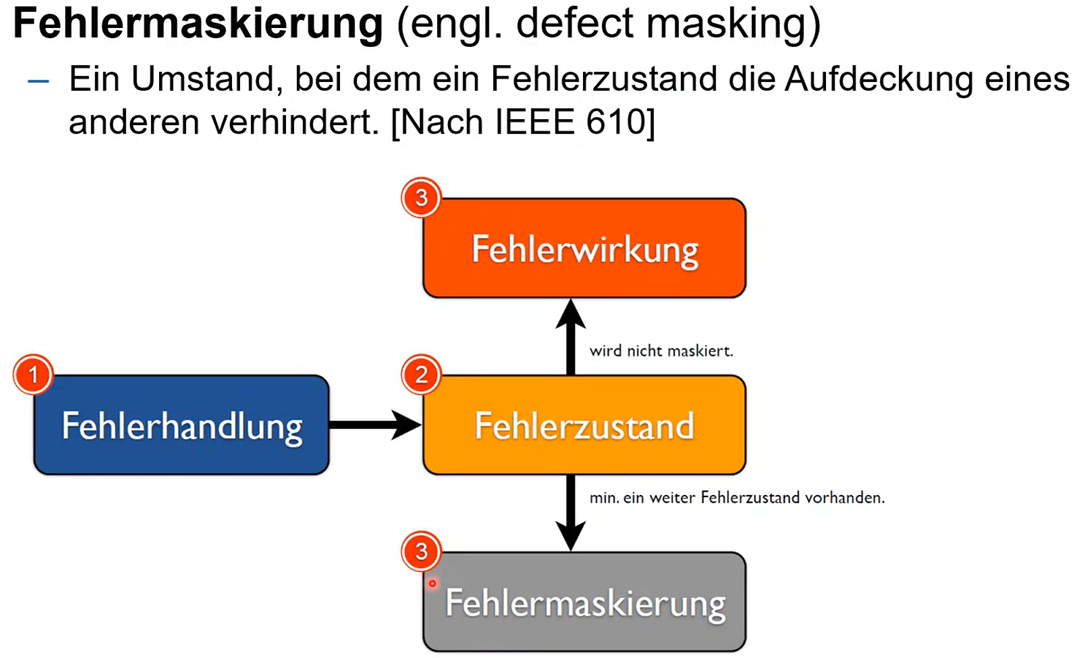 Fehlermaskierung (engl. defect masking)
– Ein Umstand, bei dem ein Fehlerzustand die Aufdeckung eines
anderen verhindert. [Nach IEEE 610]
3
Fehlerwirkung
wird nicht maskiert.
1
Fehlerhandlung
2
Fehlerzustand
min. ein weiter Fehlerzustand vorhanden.
3
Fehlermaskierung